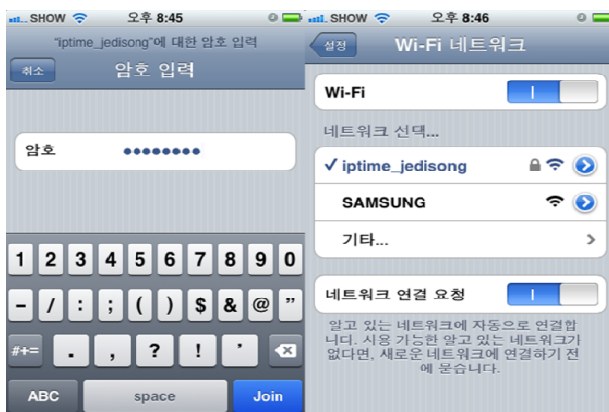 SHOW 오후 8:45
"iptime_jedisong"에 대한 암호 입력
취소 암호 입력
암호 ●●●●●●●●
1 2 3 4 5 6 7 8 9 0
- / : ; ( ) $ & @ "
#+= . , ? ! '
ABC space Join
SHOW 오후 8:46
설정 Wi-Fi 네트워크
Wi-Fi
네트워크 선택...
✓ iptime_jedisong
SAMSUNG
기타...
네트워크 연결 요청
알고 있는 네트워크에 자동으로 연결합
니다. 사용 가능한 알고 있는 네트워크가
없다면, 새로운 네트워크에 연결하기 전
에 묻습니다.